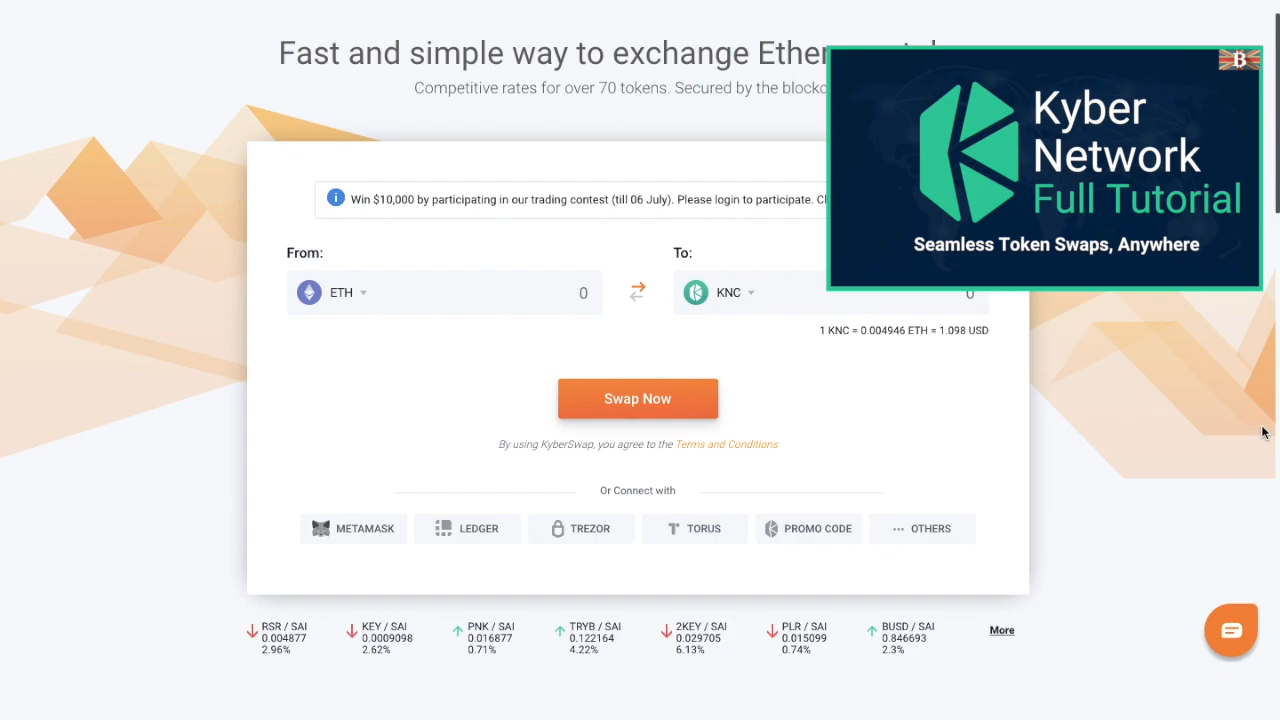 Fast and simple way to exchange
Competitive rates for over 70 tokens. Secured by the
Kyber
Network
Full Tutorial
Seamless Token Swaps, Anywhere
B
i Win $10,000 by participating in our trading contest (till 06 July). Please login to participate.
From: To:
ETH 0 KNC 0
1 KNC = 0.004946 ETH = 1.098 USD
Swap Now
By using KyberSwap, you agree to the Terms and Conditions
Or Connect with
METAMASK LEDGER TREZOR TORUS PROMO CODE OTHERS
RSR / SAI KEY / SAI PNK / SAI TRYB / SAI 2KEY / SAI PLR / SAI BUSD / SAI More
0.004877 0.0009098 0.016877 0.122164 0.029705 0.015099 0.846693
2.96% 2.62% 0.71% 4.22% 6.13% 0.74% 2.3%